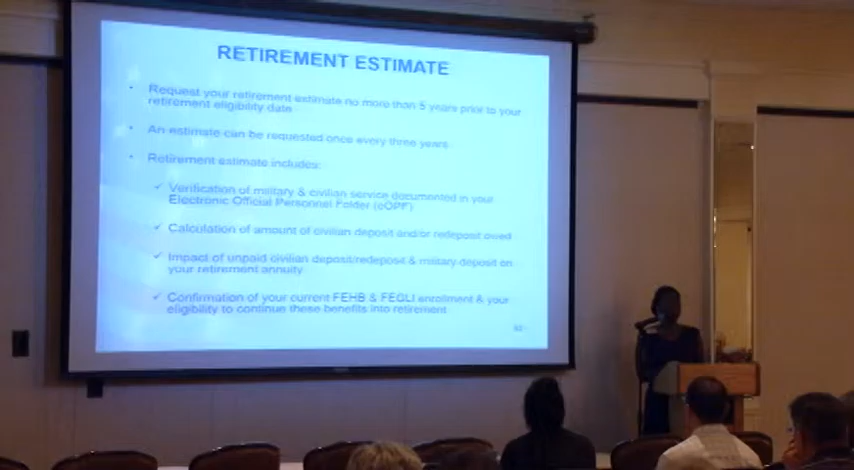 RETIREMENT ESTIMATE
• Request your retirement estimate no more than 5 years prior to your
retirement eligibility date
• An estimate can be requested once every three years.
• Retirement estimate includes:
✓ Verification of military & civilian service documented in your
Electronic Official Personnel Folder (eOPF)
✓ Calculation of amount of civilian deposit and/or redeposit owed
✓ Impact of unpaid civilian deposit/redeposit & military deposit on
your retirement annuity
✓ Confirmation of your current FEHB & FEGLI enrollment & your
eligibility to continue these benefits into retirement